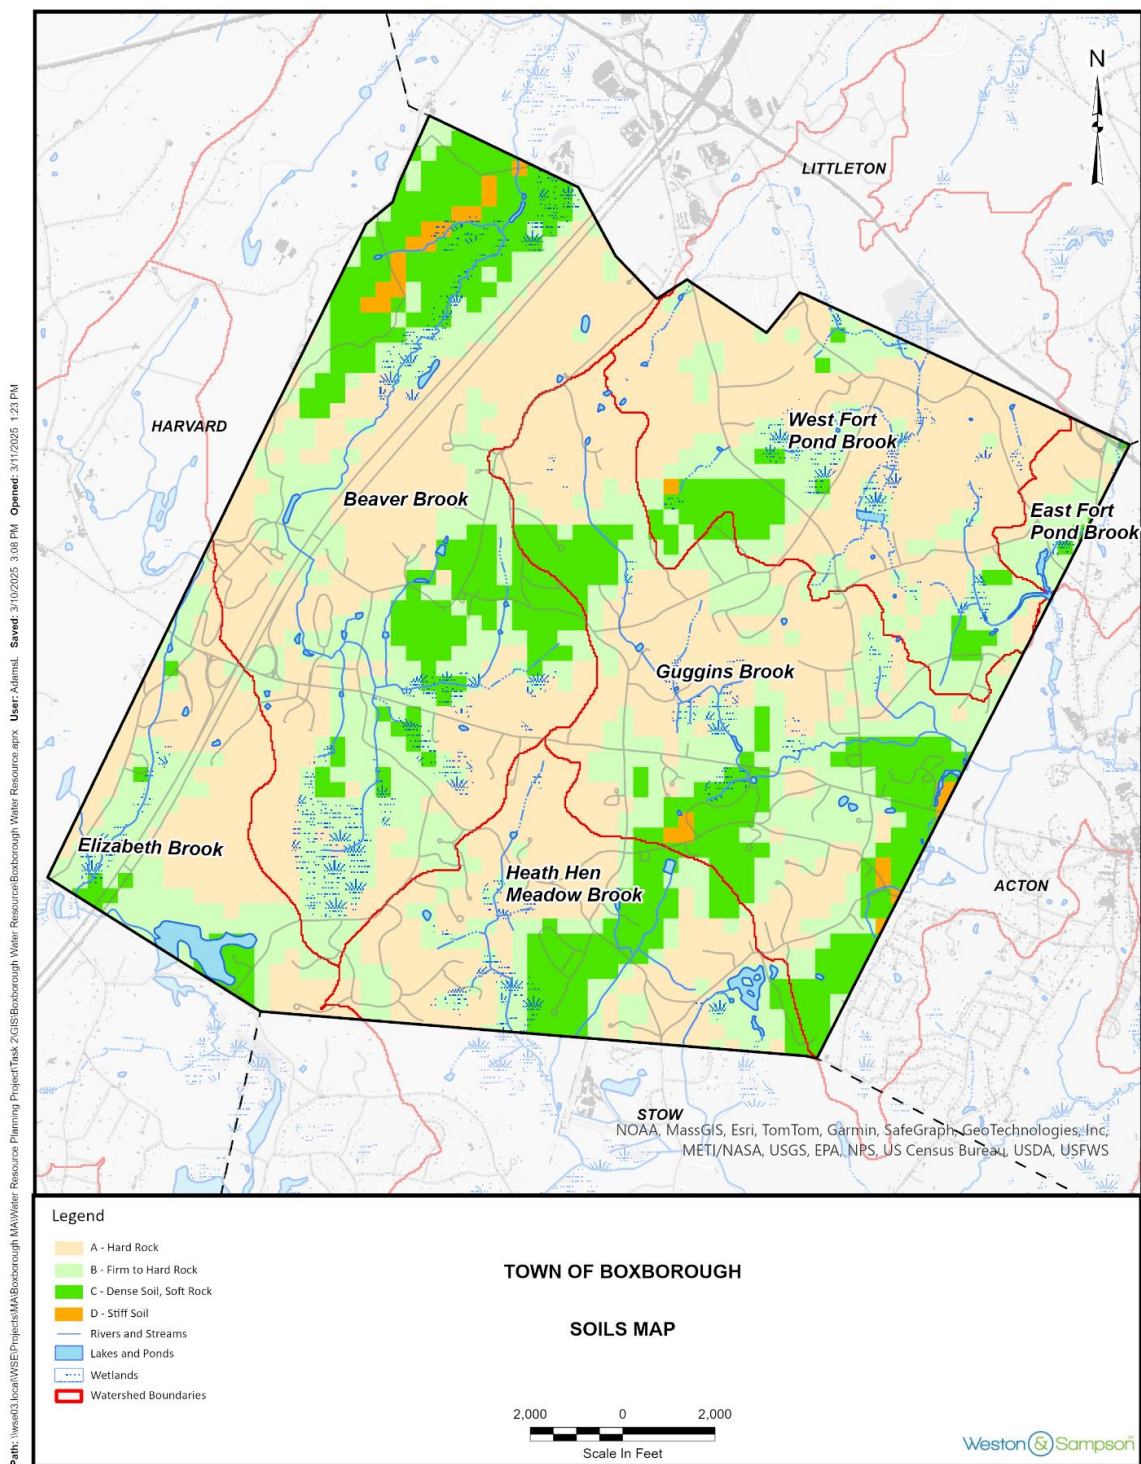 N
LITTLETON
HARVARD
West Fort
Pond Brook
Beaver Brook
East Fort
Pond Brook
Guggins Brook
Elizabeth Brook
Heath Hen
Meadow Brook
ACTON
STOW
NOAA, MassGIS, Esri, TomTom, Garmin, SafeGraph, GeoTechnologies, Inc,
METI/NASA, USGS, EPA, NPS, US Census Bureau, USDA, USFWS
Path: \\wse03.local\WSE\Projects\MA\Boxborough MA\Water Resource Planning Project\Task 2\GIS\Boxborough Water Resource\Boxborough Water Resource.aprx User: AdamsL Saved: 3/10/2025 3:08 PM Opened: 3/11/2025 1:23 PM
Legend
A - Hard Rock
B - Firm to Hard Rock
C - Dense Soil, Soft Rock
D - Stiff Soil
Rivers and Streams
Lakes and Ponds
Wetlands
Watershed Boundaries
TOWN OF BOXBOROUGH
SOILS MAP
2,000 0 2,000
Scale In Feet
Weston & Sampson